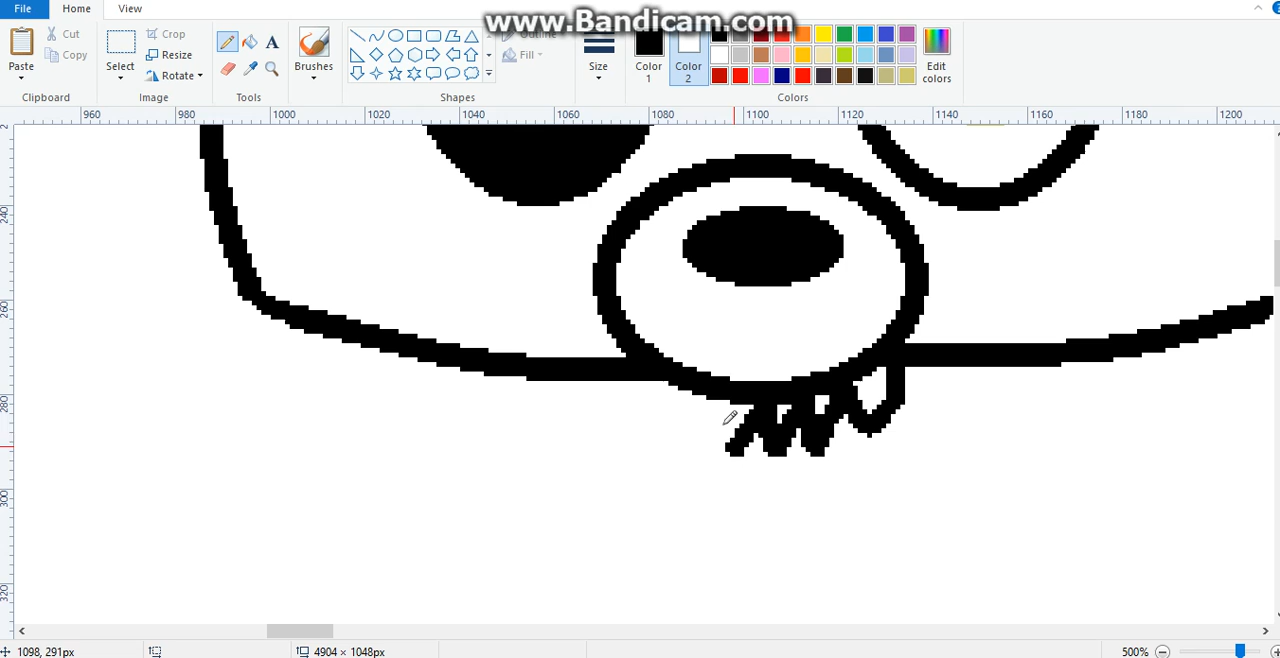 www.Bandicam.com
File
Home
View
Paste
Cut
Copy
Clipboard
Select
Crop
Resize
Rotate
Image
A
Tools
Brushes
Outline
Fill
Shapes
Size
Color
1
Color
2
Edit
colors
Colors
960
980
1000
1020
1040
1060
1080
1100
1120
1140
1160
1180
1200
2
240
260
280
300
320
1098, 291px
4904 × 1048px
500%